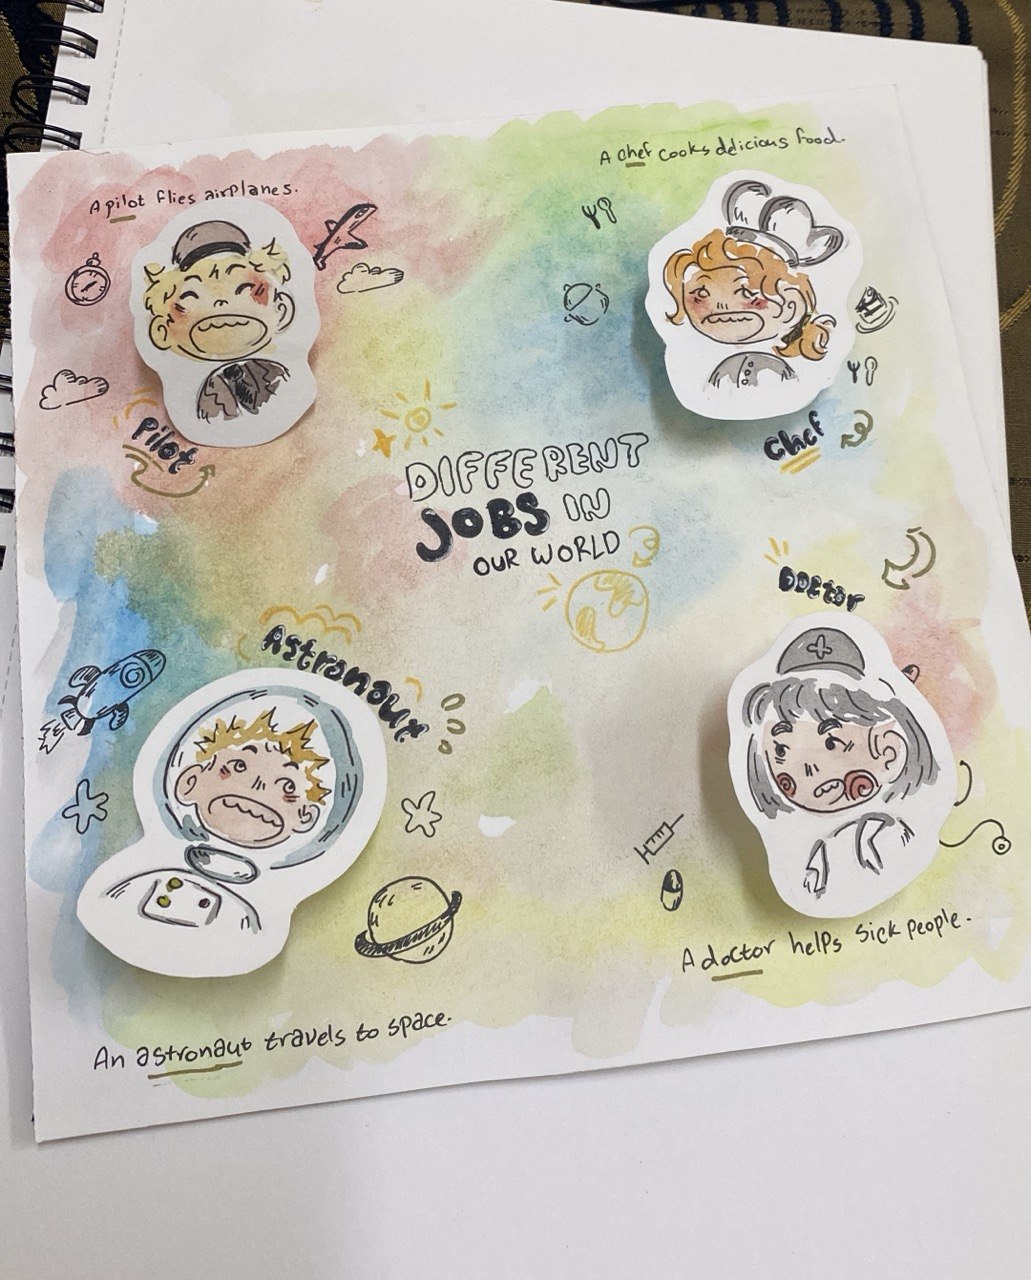 A pilot flies airplanes.
A chef cooks delicious food.
Pilot
Chef
DIFFERENT
JOBS IN
OUR WORLD
Astronaut
Doctor
A doctor helps sick people.
An astronaut travels to space.